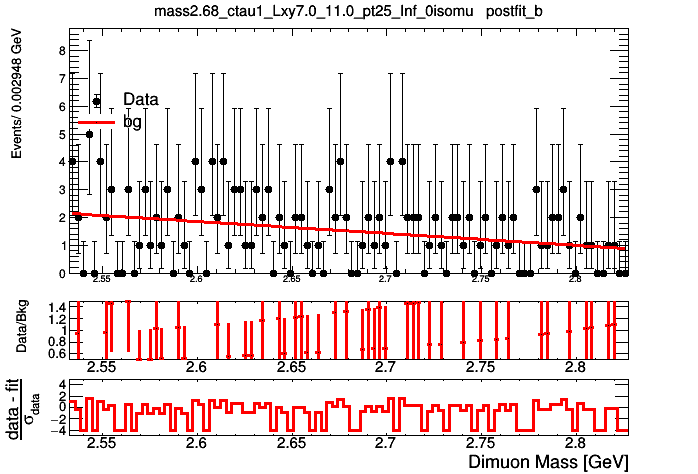 mass2.68_ctau1_Lxy7.0_11.0_pt25_Inf_0isomu postfit_b
Events/ 0.002948 GeV
8
7
6
5
4
3
2
1
0
Data
bg
2.55 2.6 2.65 2.7 2.75 2.8
Data/Bkg
1.4
1.2
1
0.8
0.6
2.55 2.6 2.65 2.7 2.75 2.8
data - fit
σdata
4
2
0
−2
−4
2.55 2.6 2.65 2.7 2.75 2.8
Dimuon Mass [GeV]